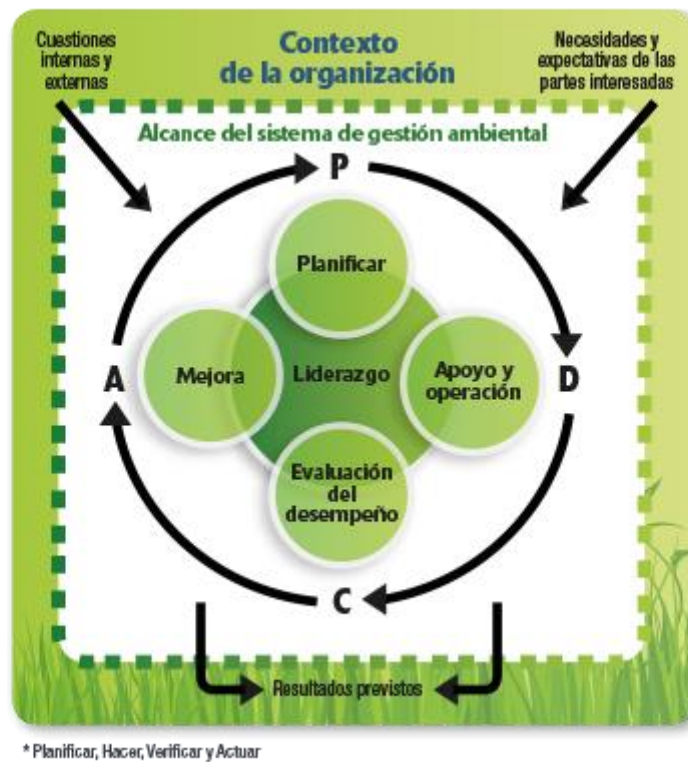 Cuestiones
internas y
externas
Contexto
de la organización
Necesidades y
expectativas de las
partes interesadas
Alcance del sistema de gestión ambiental
P
Planificar
A
Mejora
Liderazgo
Apoyo y
operación
D
Evaluación
del
desempeño
C
Resultados previstos
* Planificar, Hacer, Verificar y Actuar